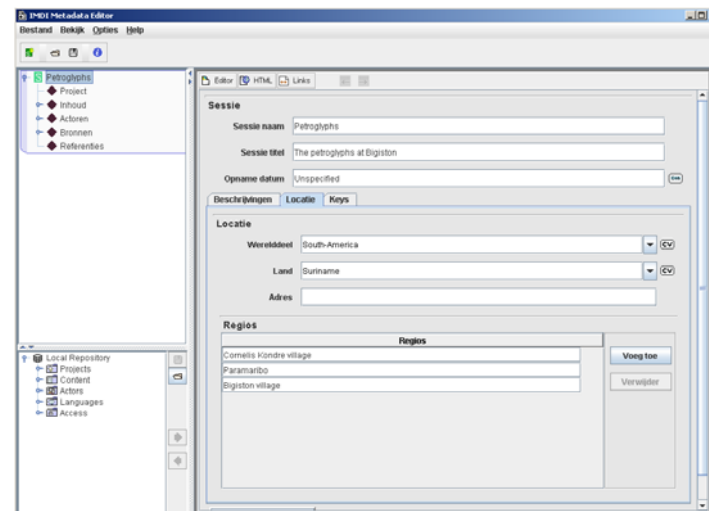 IMDI Metadata Editor
Bestand Bekijk Opties Help
Petroglyphs
Project
Inhoud
Actoren
Bronnen
Referenties
Local Repository
Projects
Content
Actors
Languages
Access
Editor HTML Links
Sessie
Sessie naam Petroglyphs
Sessie titel The petroglyphs at Bigiston
Opname datum Unspecified
Beschrijvingen Locatie Keys
Locatie
Werelddeel South-America CV
Land Suriname CV
Adres
Regios
Regios
Cornelis Kondre village
Paramaribo
Bigiston village
Voeg toe
Verwijder